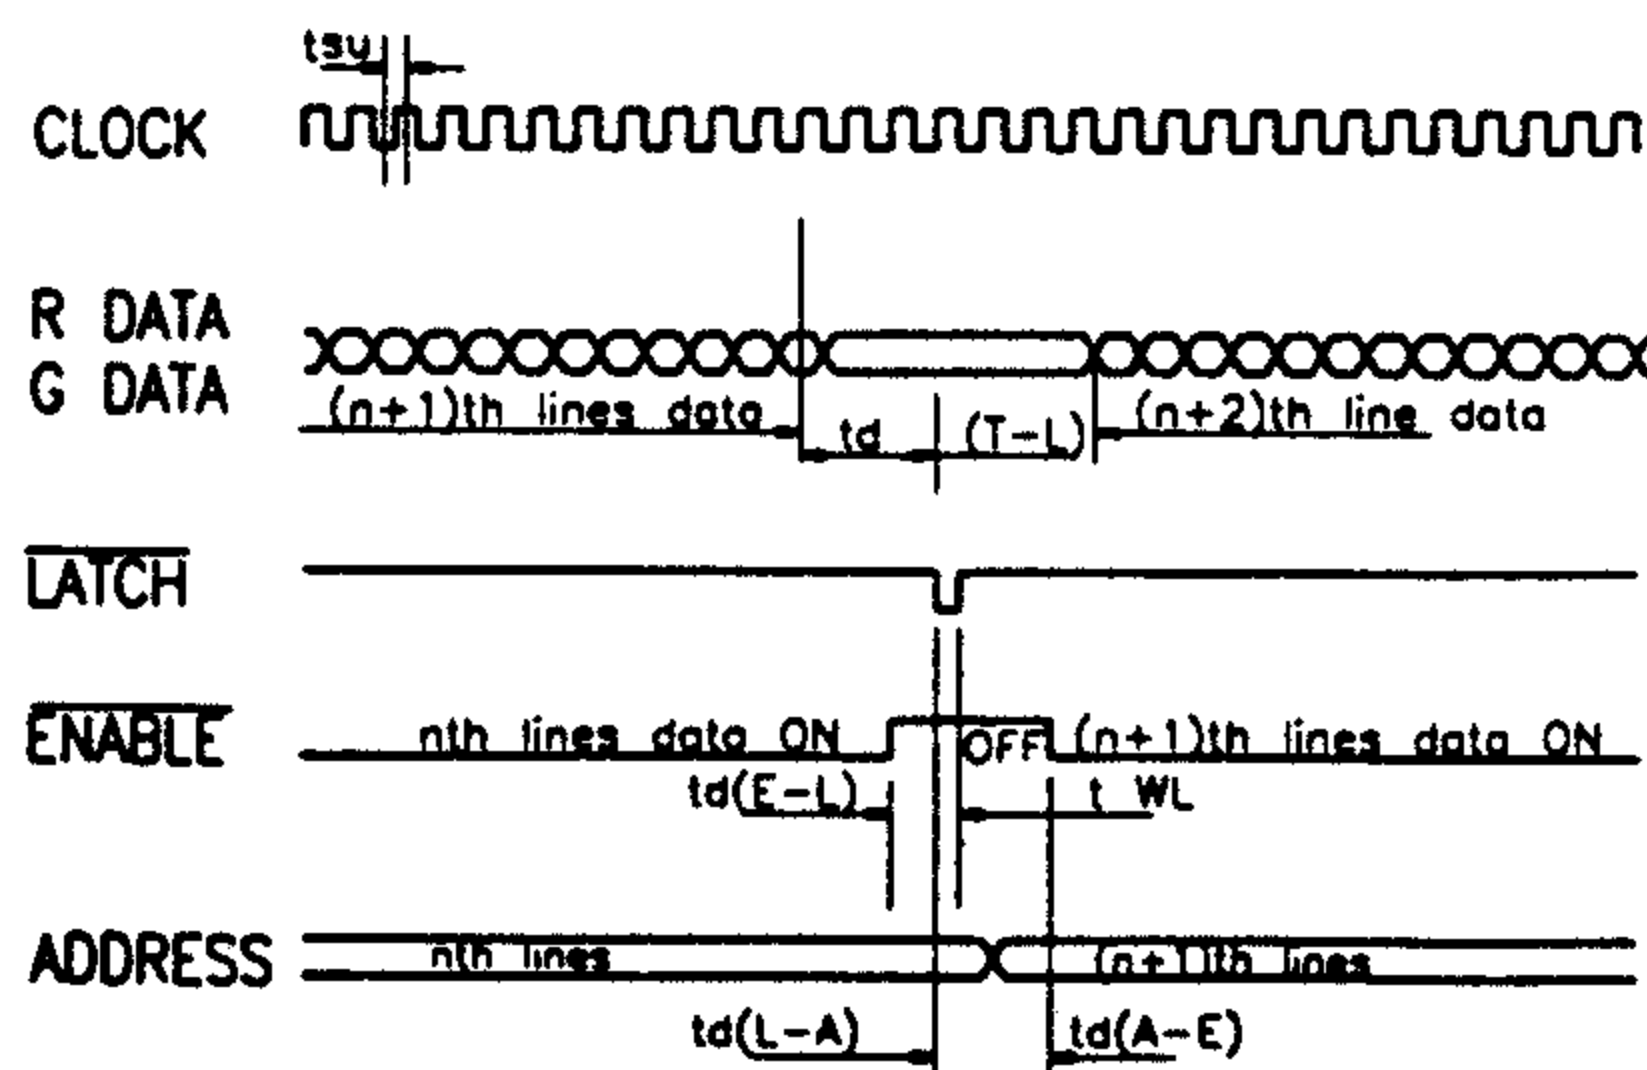 tsu
CLOCK
R DATA
G DATA
(n+1)th lines data
td
(T-L)
(n+2)th line data
LATCH
ENABLE
nth lines data ON
OFF
(n+1)th lines data ON
td(E-L)
t WL
ADDRESS
nth lines
(n+1)th lines
td(L-A)
td(A-E)